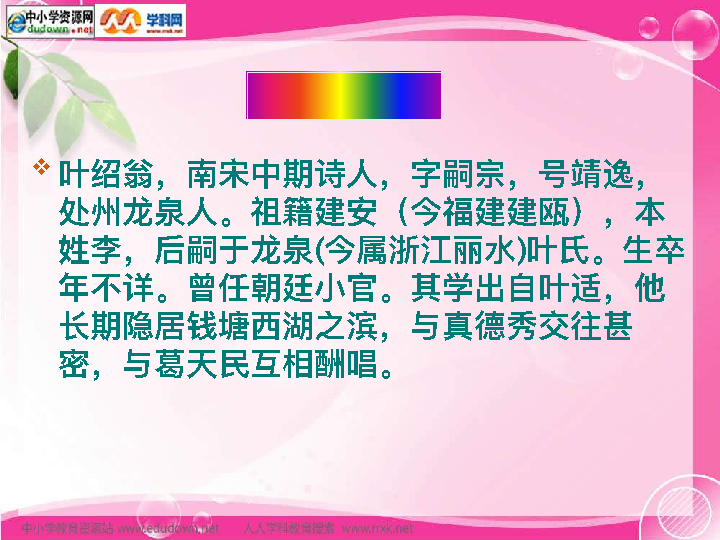 中小学资源网
dudown.net
学科网
www.nxk.net
叶绍翁，南宋中期诗人，字嗣宗，号靖逸，
处州龙泉人。祖籍建安（今福建建瓯），本
姓李，后嗣于龙泉(今属浙江丽水)叶氏。生卒
年不详。曾任朝廷小官。其学出自叶适，他
长期隐居钱塘西湖之滨，与真德秀交往甚
密，与葛天民互相酬唱。
中小学教育资源站 www.edudown.net 人人学科教育搜索 www.nxk.net